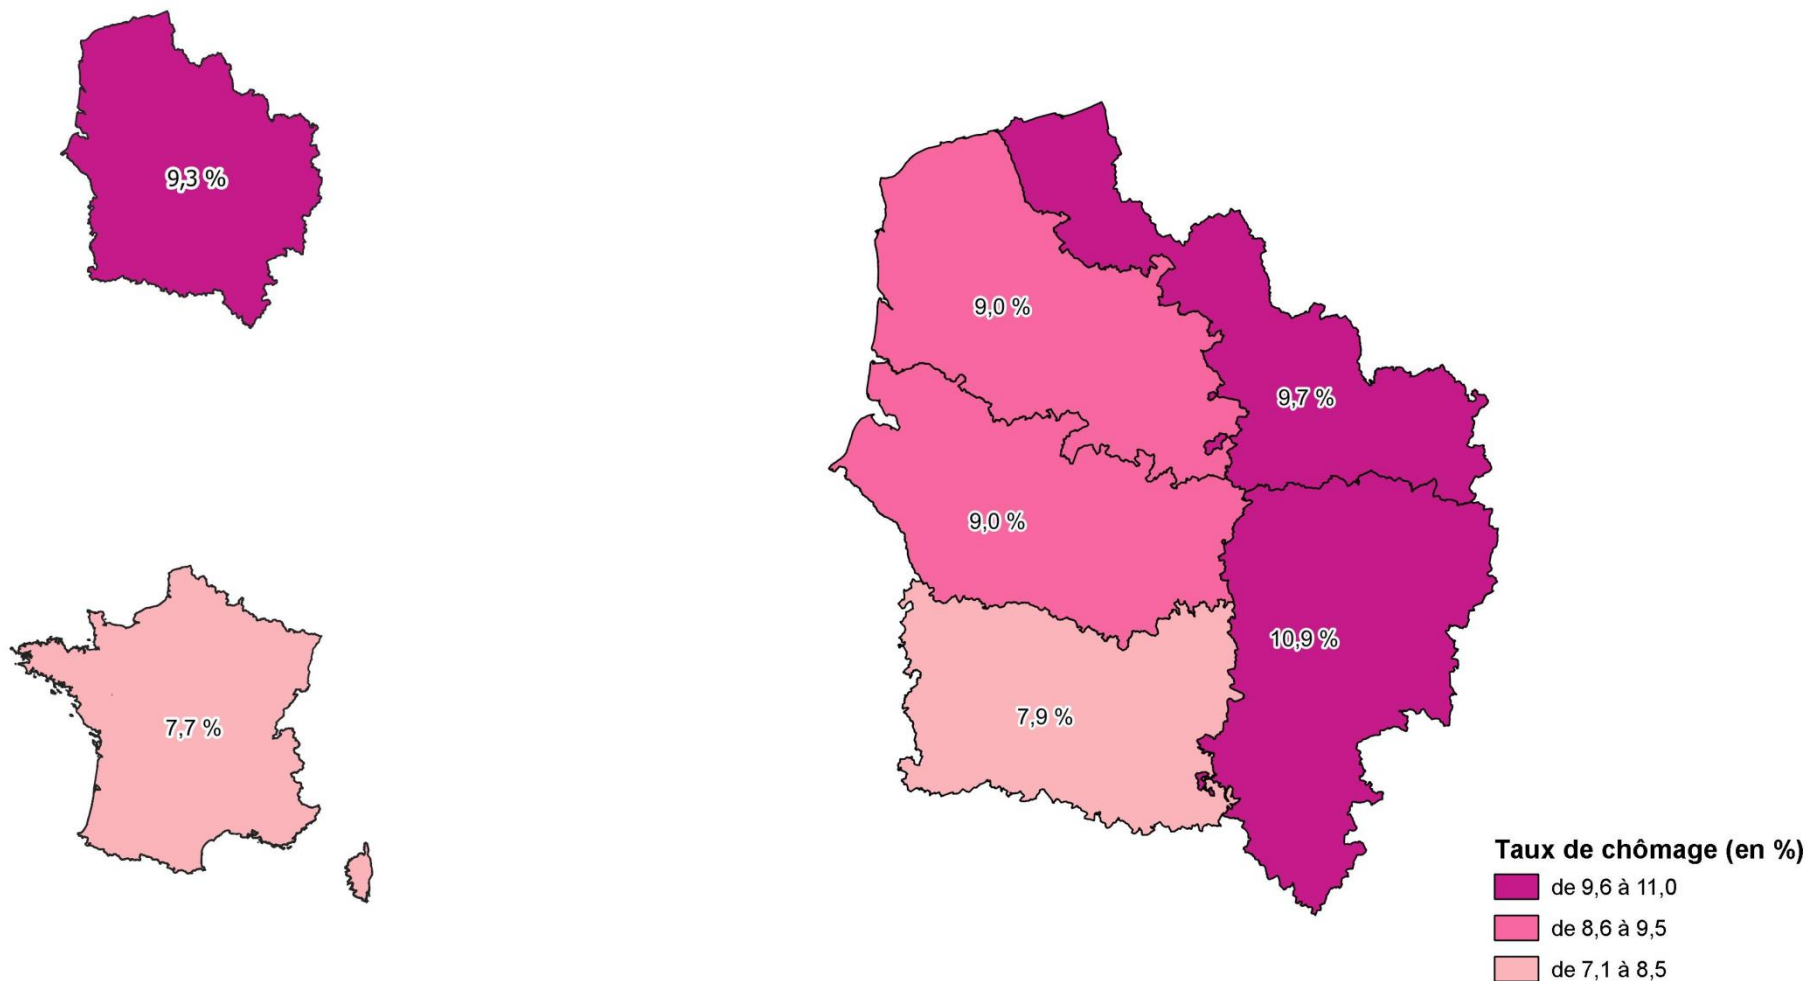 9,3 %
9,0 %
9,7 %
9,0 %
10,9 %
7,7 %
7,9 %
Taux de chômage (en %)
de 9,6 à 11,0
de 8,6 à 9,5
de 7,1 à 8,5